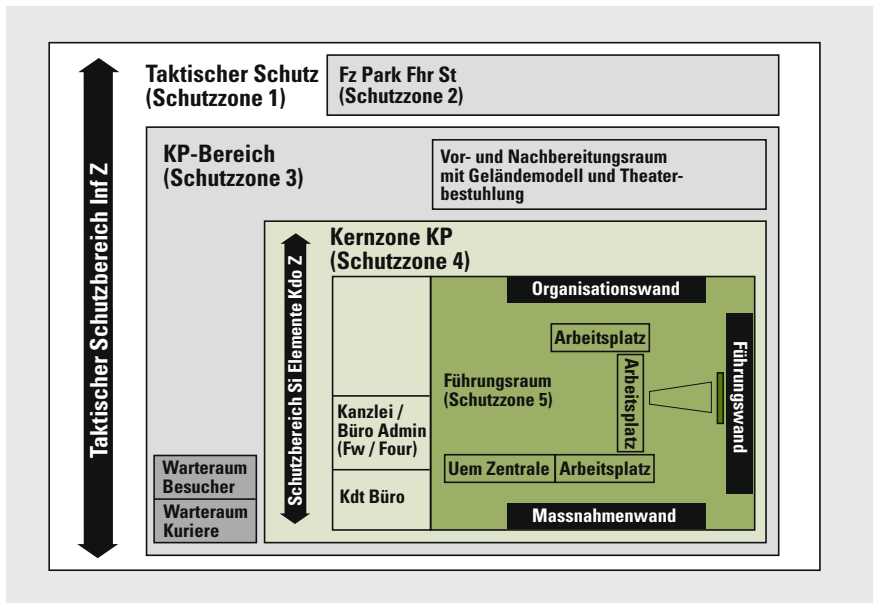 Taktischer Schutzbereich Inf Z
Taktischer Schutz
(Schutzzone 1)
Fz Park Fhr St
(Schutzzone 2)
KP-Bereich
(Schutzzone 3)
Vor- und Nachbereitungsraum
mit Geländemodell und Theater-
bestuhlung
Warteraum
Besucher
Warteraum
Kuriere
Schutzbereich Si Elemente Kdo Z
Kernzone KP
(Schutzzone 4)
Kanzlei /
Büro Admin
(Fw / Four)
Kdt Büro
Organisationswand
Arbeitsplatz
Führungsraum
(Schutzzone 5)
Arbeitsplatz
Führungswand
Uem Zentrale
Arbeitsplatz
Massnahmenwand